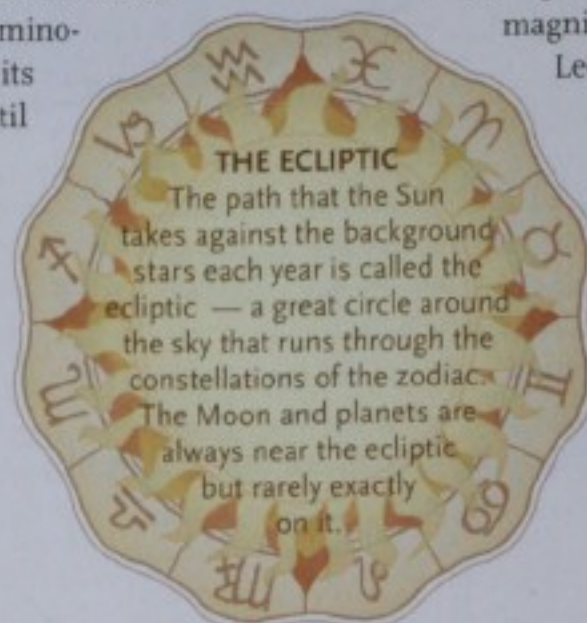 mino-
its
til
magni
Le
THE ECLIPTIC
The path that the Sun
takes against the background
stars each year is called the
ecliptic — a great circle around
the sky that runs through the
constellations of the zodiac.
The Moon and planets are
always near the ecliptic
but rarely exactly
on it.